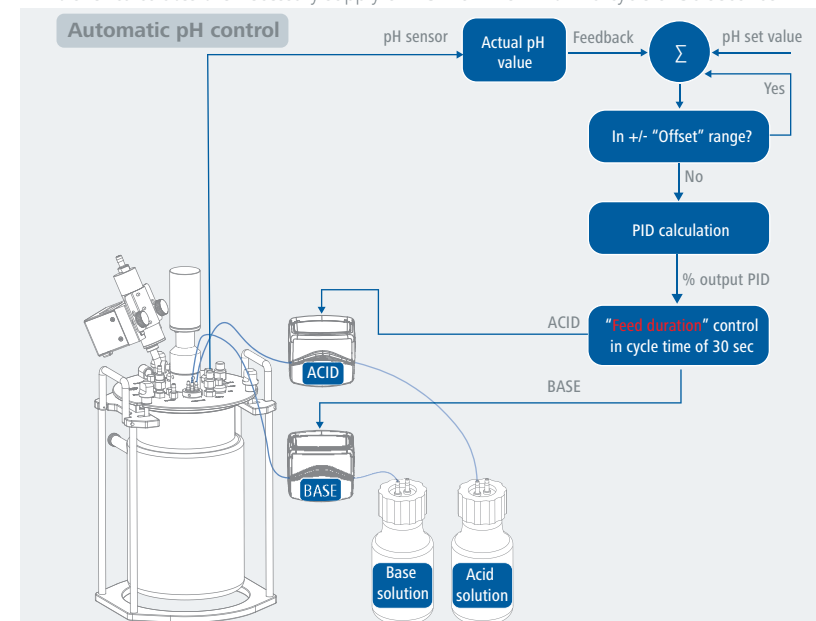 Automatic pH control
pH sensor
Actual pH
value
Feedback
∑
pH set value
Yes
In +/- “Offset” range?
No
PID calculation
% output PID
“Feed duration” control
in cycle time of 30 sec
ACID
ACID
BASE
BASE
Base
solution
Acid
solution